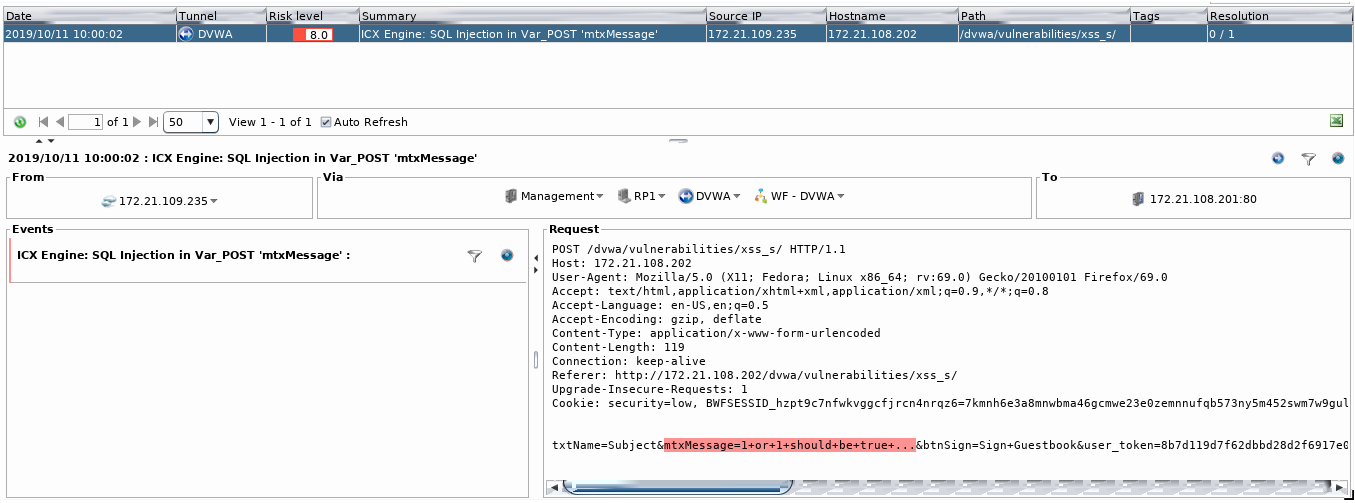 Date Tunnel Risk level Summary Source IP Hostname Path Tags Resolution
2019/10/11 10:00:02 DVWA 8.0 ICX Engine: SQL Injection in Var_POST 'mtxMessage' 172.21.109.235 172.21.108.202 /dvwa/vulnerabilities/xss_s/ 0 / 1
1 of 1 50 View 1 - 1 of 1 Auto Refresh
2019/10/11 10:00:02 : ICX Engine: SQL Injection in Var_POST 'mtxMessage'
From Via To
172.21.109.235 Management RP1 DVWA WF - DVWA 172.21.108.201:80
Events
ICX Engine: SQL Injection in Var_POST 'mtxMessage' :
Request
POST /dvwa/vulnerabilities/xss_s/ HTTP/1.1
Host: 172.21.108.202
User-Agent: Mozilla/5.0 (X11; Fedora; Linux x86_64; rv:69.0) Gecko/20100101 Firefox/69.0
Accept: text/html,application/xhtml+xml,application/xml;q=0.9,*/*;q=0.8
Accept-Language: en-US,en;q=0.5
Accept-Encoding: gzip, deflate
Content-Type: application/x-www-form-urlencoded
Content-Length: 119
Connection: keep-alive
Referer: http://172.21.108.202/dvwa/vulnerabilities/xss_s/
Upgrade-Insecure-Requests: 1
Cookie: security=low, BWFSESSID_hzpt9c7nfwkvggcfjrcn4nrqz6=7kmnh6e3a8mnwbma46gcmwe23e0zemnnufqb573ny5m452swm7w9gul
txtName=Subject&mtxMessage=1+or+1+should+be+true+...&btnSign=Sign+Guestbook&user_token=8b7d119d7f62dbbd28d2f6917e0